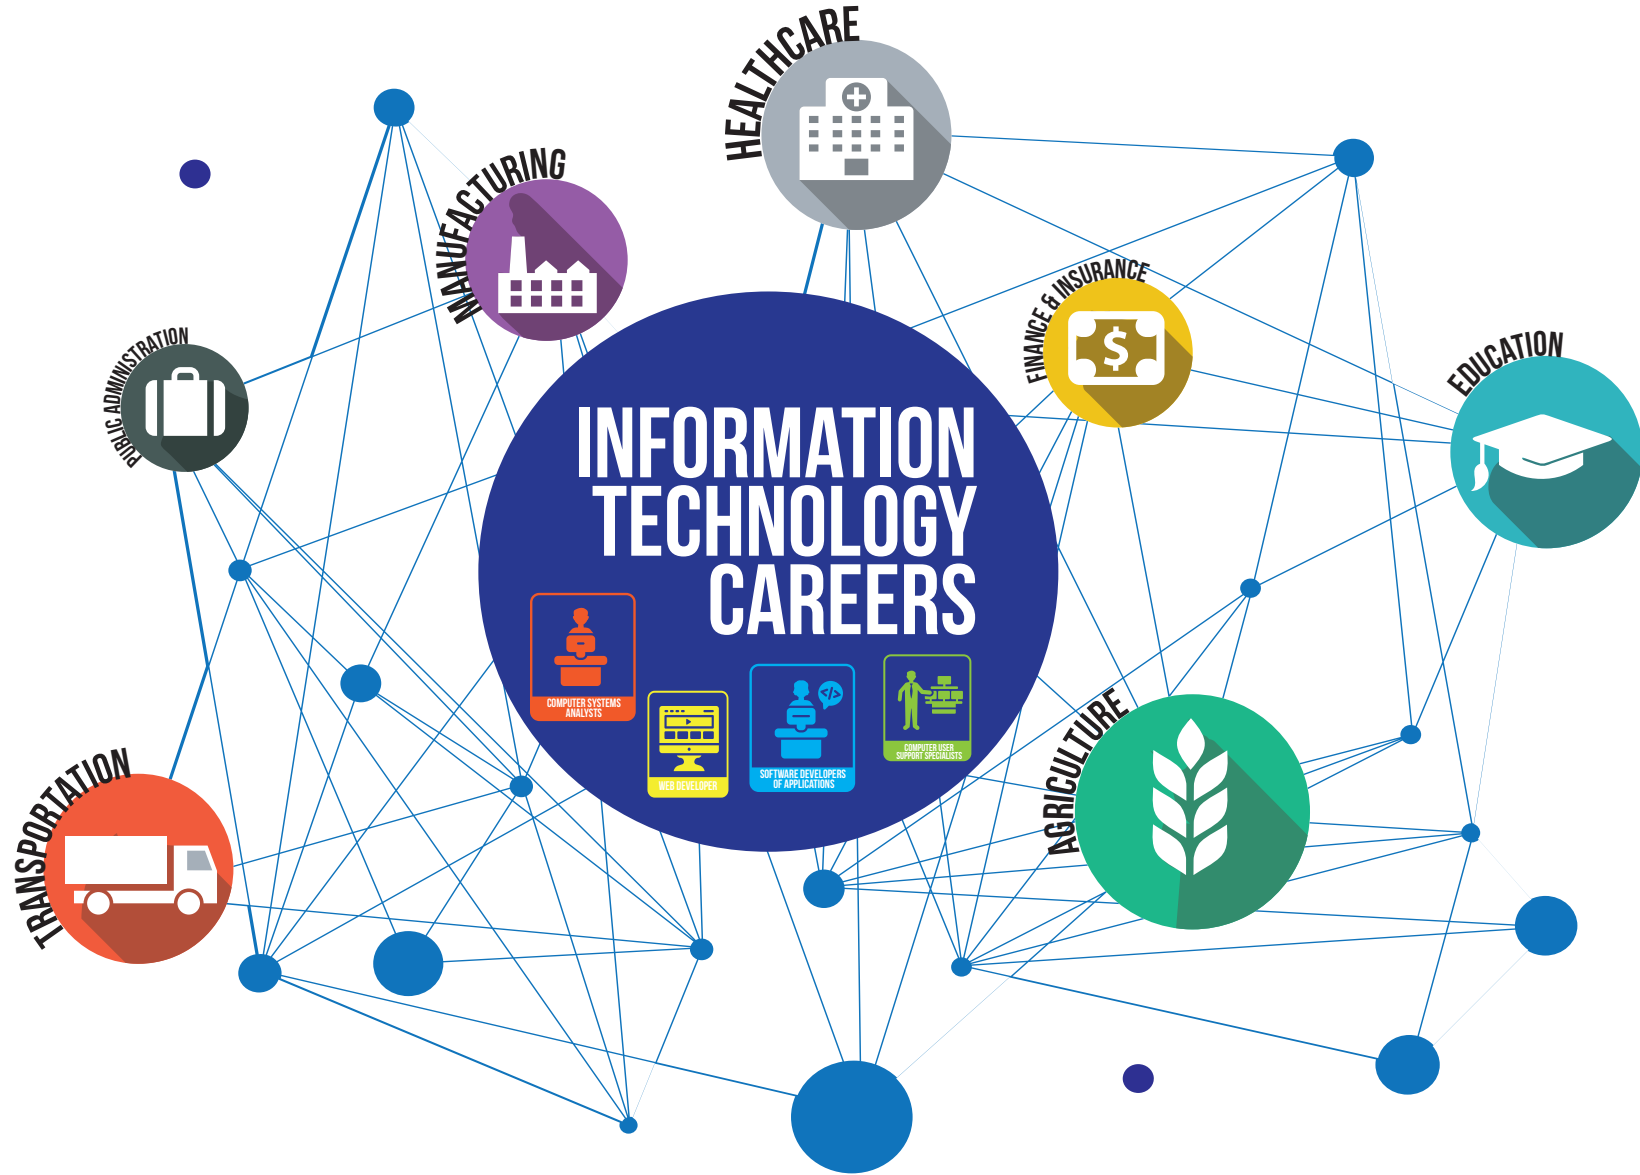 HEALTHCARE
MANUFACTURING
FINANCE & INSURANCE
PUBLIC ADMINISTRATION
EDUCATION
INFORMATION
TECHNOLOGY
CAREERS
$
COMPUTER SYSTEMS
ANALYSTS
WEB DEVELOPER
</>
SOFTWARE DEVELOPERS
OF APPLICATIONS
COMPUTER USER
SUPPORT SPECIALISTS
AGRICULTURE
TRANSPORTATION